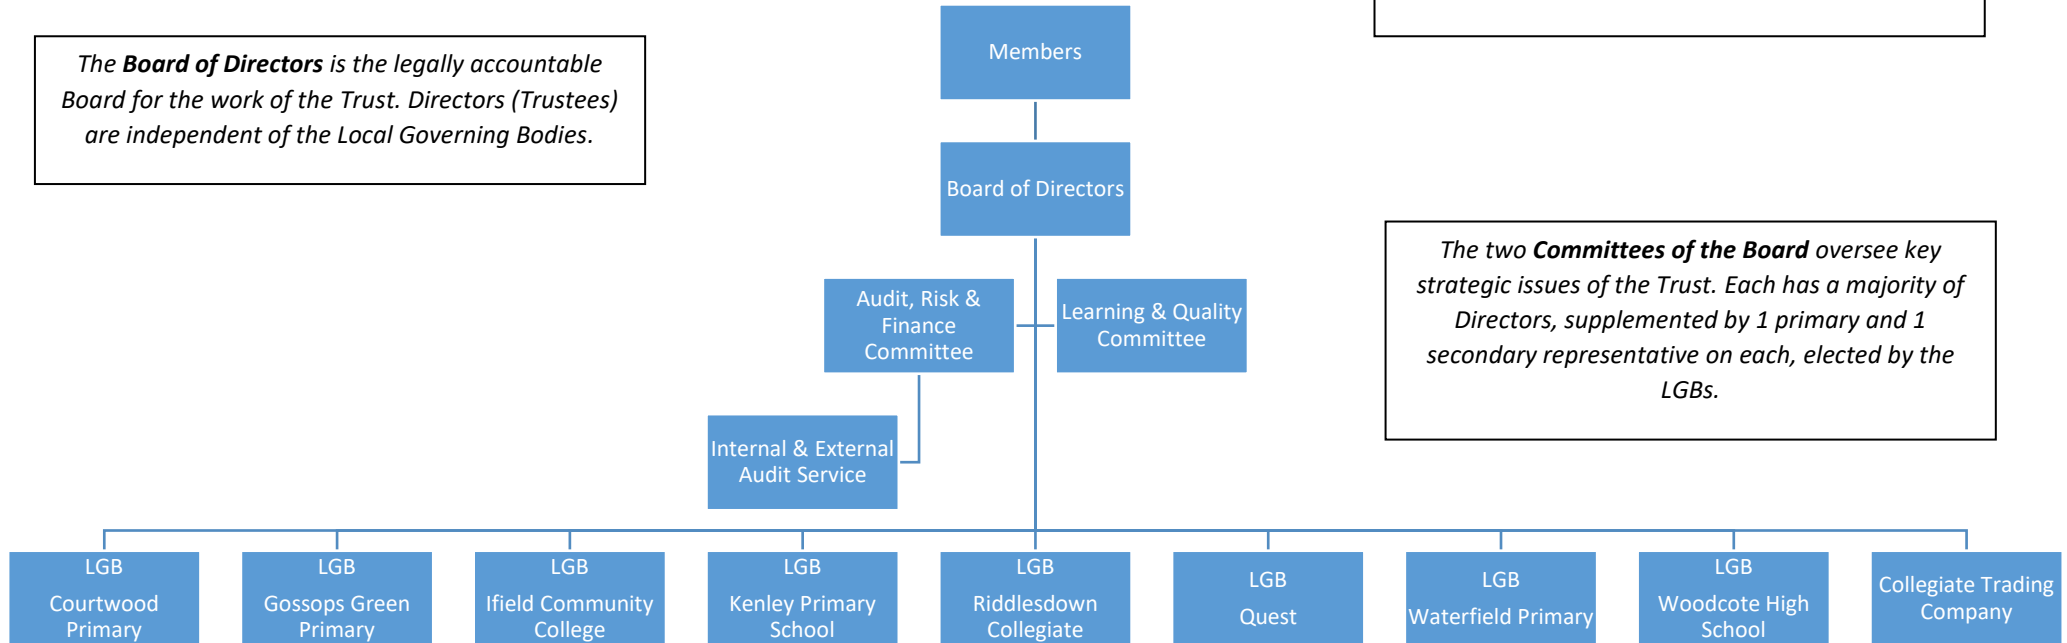 Members
The Board of Directors is the legally accountable
Board for the work of the Trust. Directors (Trustees)
are independent of the Local Governing Bodies.
Board of Directors
The two Committees of the Board oversee key
strategic issues of the Trust. Each has a majority of
Directors, supplemented by 1 primary and 1
secondary representative on each, elected by the
LGBs.
Audit, Risk &
Finance
Committee
Learning & Quality
Committee
Internal & External
Audit Service
LGB
Courtwood
Primary
LGB
Gossops Green
Primary
LGB
Ifield Community
College
LGB
Kenley Primary
School
LGB
Riddlesdown
Collegiate
LGB
Quest
LGB
Waterfield Primary
LGB
Woodcote High
School
Collegiate Trading
Company